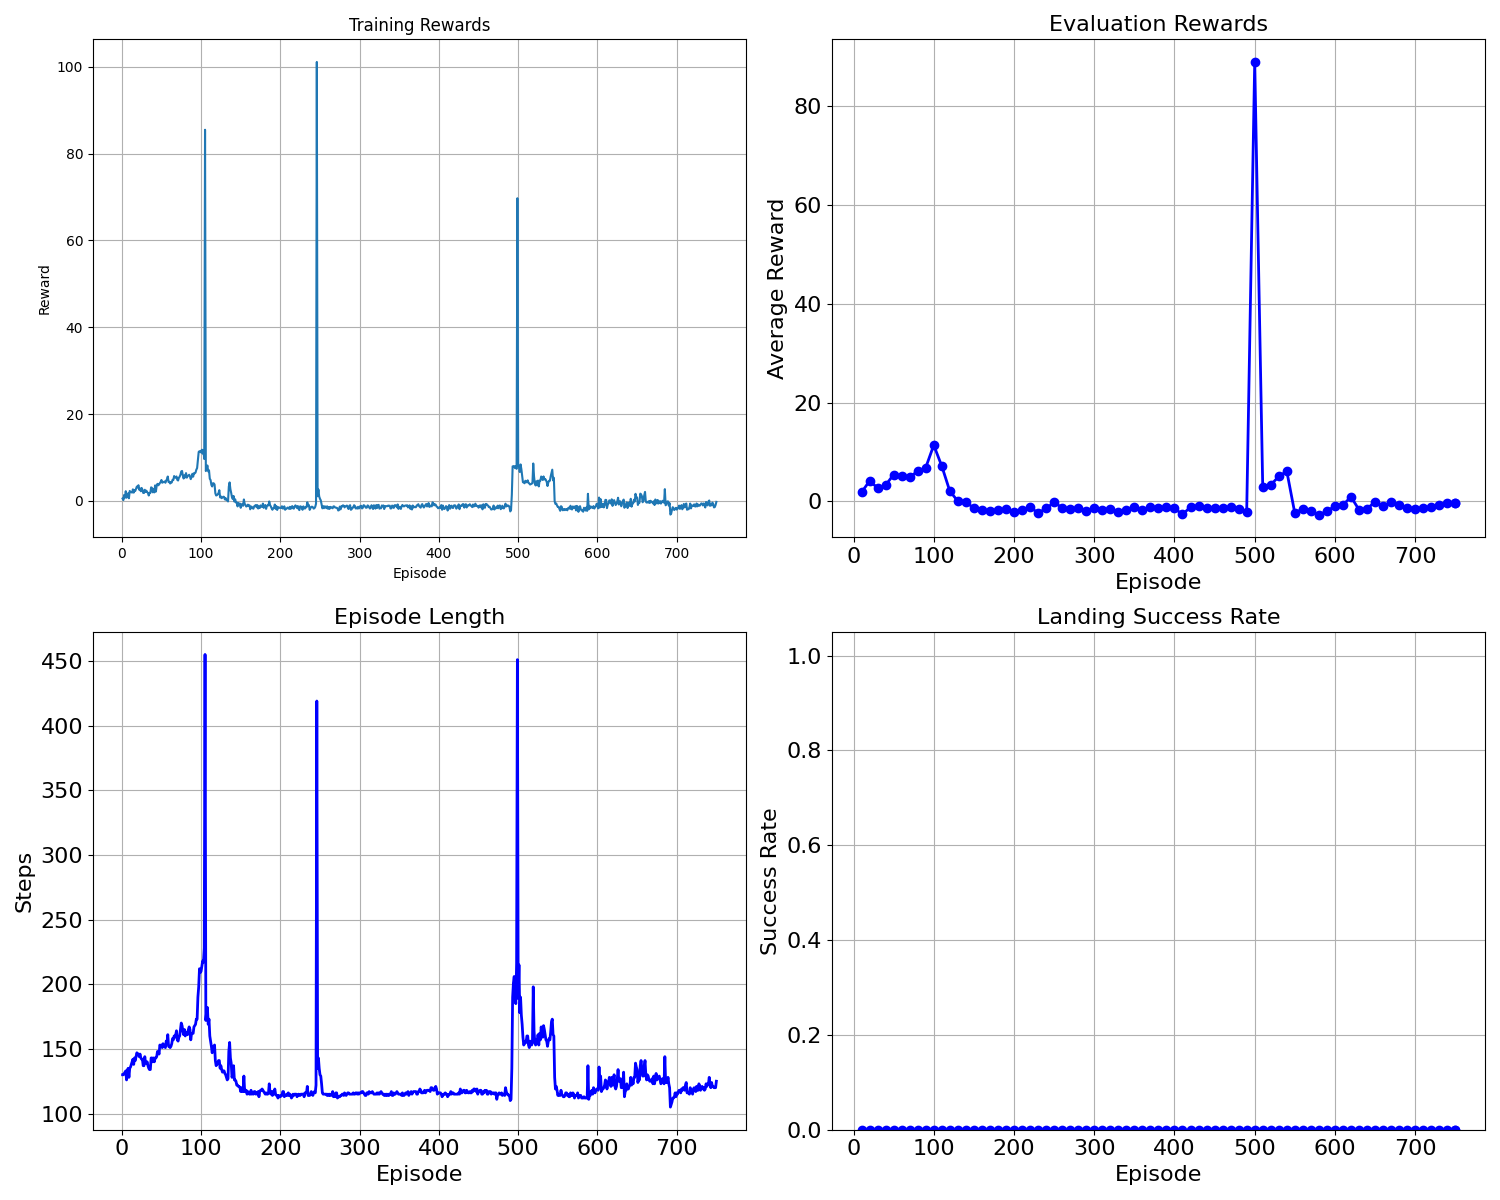 Training Rewards
Reward
100
80
60
40
20
0
0 100 200 300 400 500 600 700
Episode
Evaluation Rewards
Average Reward
80
60
40
20
0
0 100 200 300 400 500 600 700
Episode
Episode Length
Steps
450
400
350
300
250
200
150
100
0 100 200 300 400 500 600 700
Episode
Landing Success Rate
Success Rate
1.0
0.8
0.6
0.4
0.2
0.0
0 100 200 300 400 500 600 700
Episode